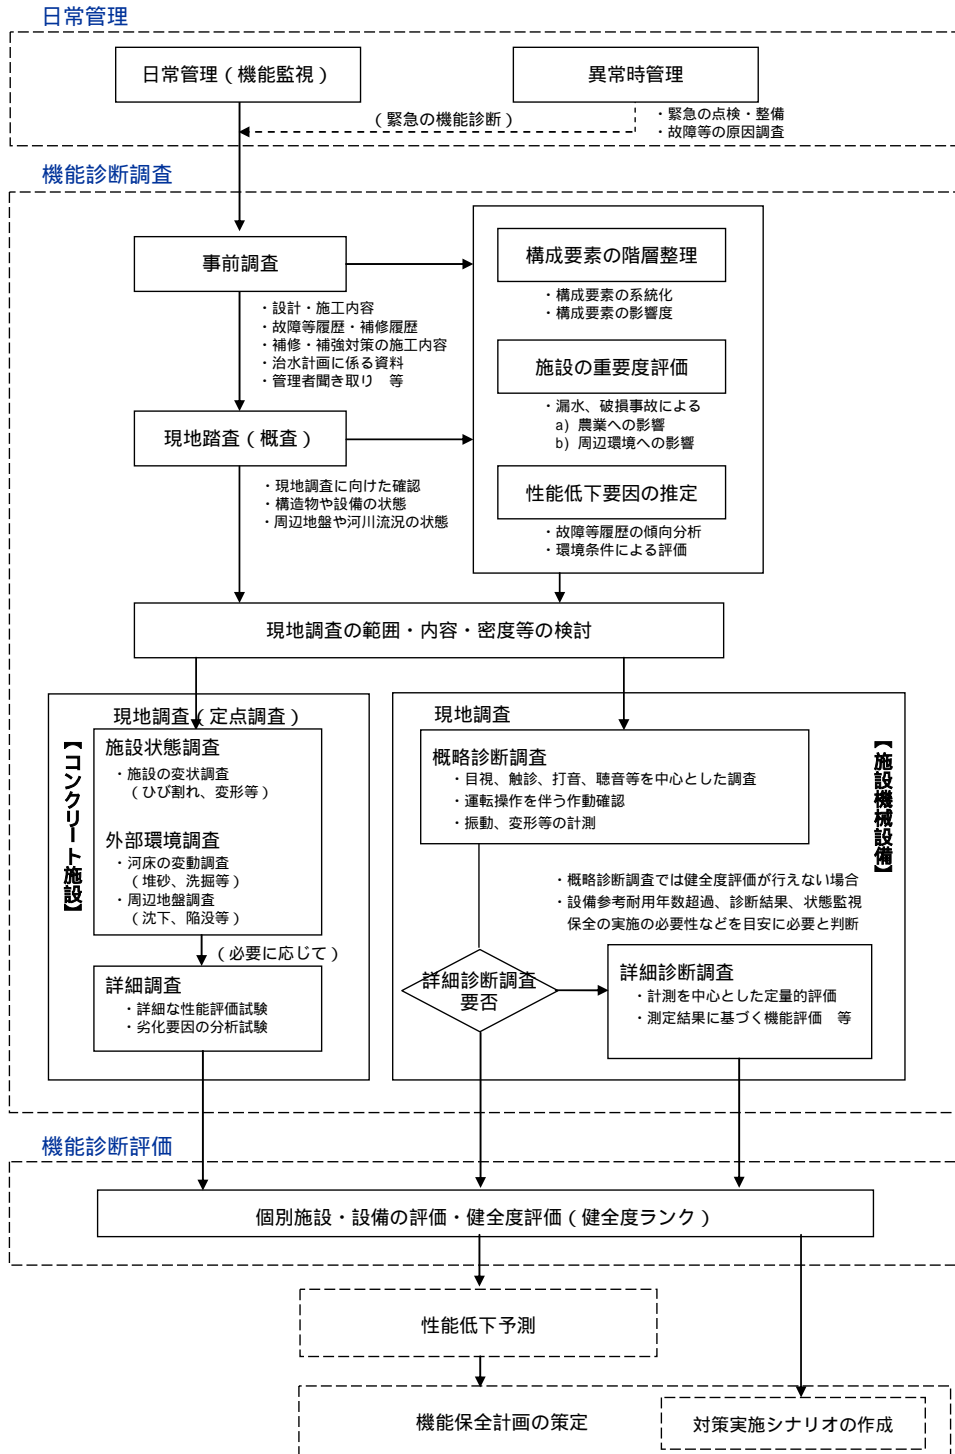 日常管理
日常管理（機能監視）
異常時管理
（緊急の機能診断）
・緊急の点検・整備
・故障等の原因調査
機能診断調査
事前調査
・設計・施工内容
・故障等履歴・補修履歴
・補修・補強対策の施工内容
・治水計画に係る資料
・管理者聞き取り　等
構成要素の階層整理
・構成要素の系統化
・構成要素の影響度
施設の重要度評価
・漏水、破損事故による
a) 農業への影響
b) 周辺環境への影響
現地踏査（概査）
・現地調査に向けた確認
・構造物や設備の状態
・周辺地盤や河川流況の状態
性能低下要因の推定
・故障等履歴の傾向分析
・環境条件による評価
現地調査の範囲・内容・密度等の検討
【コンクリート施設】
現地調査（定点調査）
施設状態調査
・施設の変状調査
（ひび割れ、変形等）
外部環境調査
・河床の変動調査
（堆砂、洗掘等）
・周辺地盤調査
（沈下、陥没等）
（必要に応じて）
詳細調査
・詳細な性能評価試験
・劣化要因の分析試験
【施設機械設備】
現地調査
概略診断調査
・目視、触診、打音、聴音等を中心とした調査
・運転操作を伴う作動確認
・振動、変形等の計測
・概略診断調査では健全度評価が行えない場合
・設備参考耐用年数超過、診断結果、状態監視
保全の実施の必要性などを目安に必要と判断
詳細診断調査
要否
詳細診断調査
・計測を中心とした定量的評価
・測定結果に基づく機能評価　等
機能診断評価
個別施設・設備の評価・健全度評価（健全度ランク）
性能低下予測
機能保全計画の策定
対策実施シナリオの作成